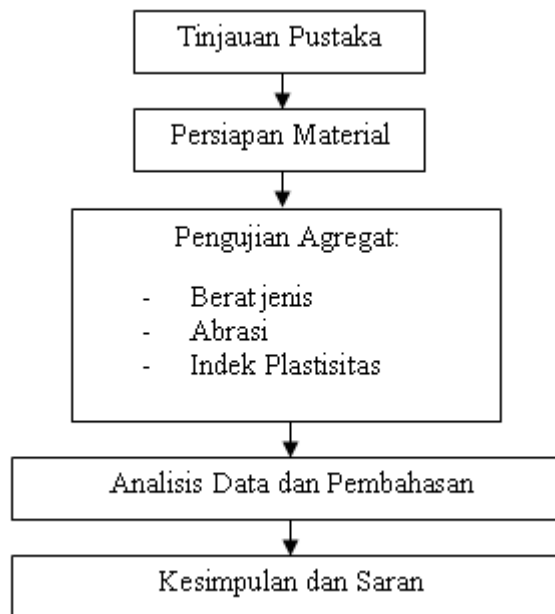 Tinjauan Pustaka
Persiapan Material
Pengujian Agregat:
- Berat jenis
- Abrasi
- Indek Plastisitas
Analisis Data dan Pembahasan
Kesimpulan dan Saran